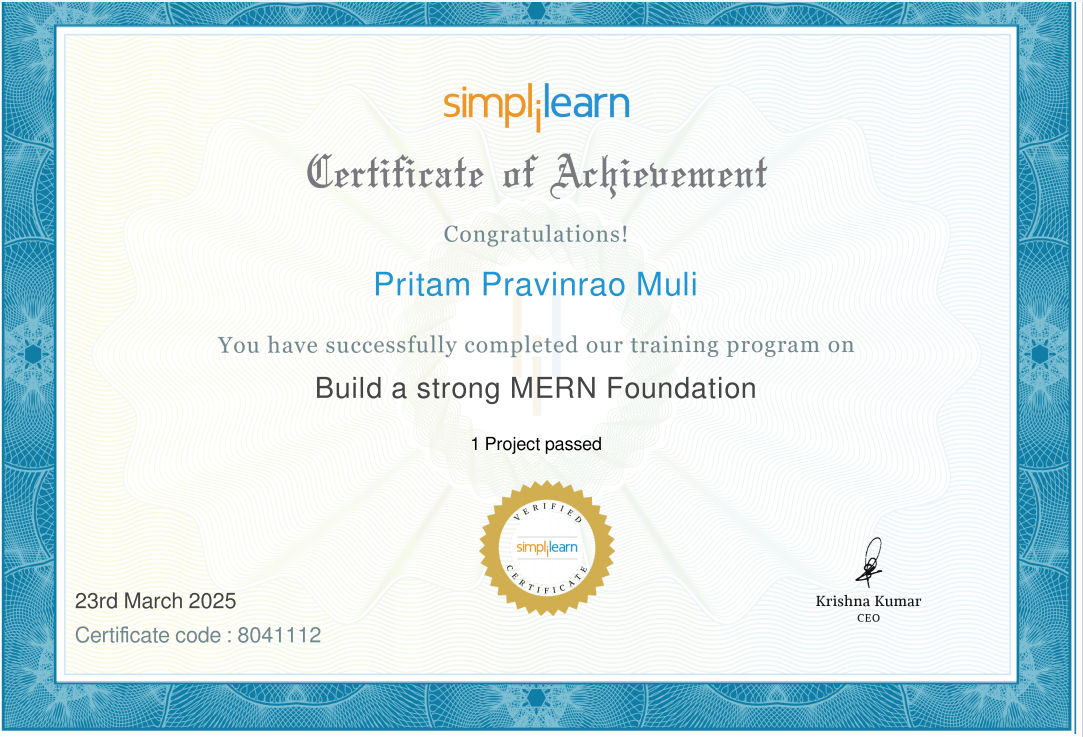 simplilearn
Certificate of Achievement
Congratulations!
Pritam Pravinrao Muli
You have successfully completed our training program on
Build a strong MERN Foundation
1 Project passed
VERIFIED
simplilearn
CERTIFICATE
23rd March 2025
Certificate code : 8041112
Krishna Kumar
CEO